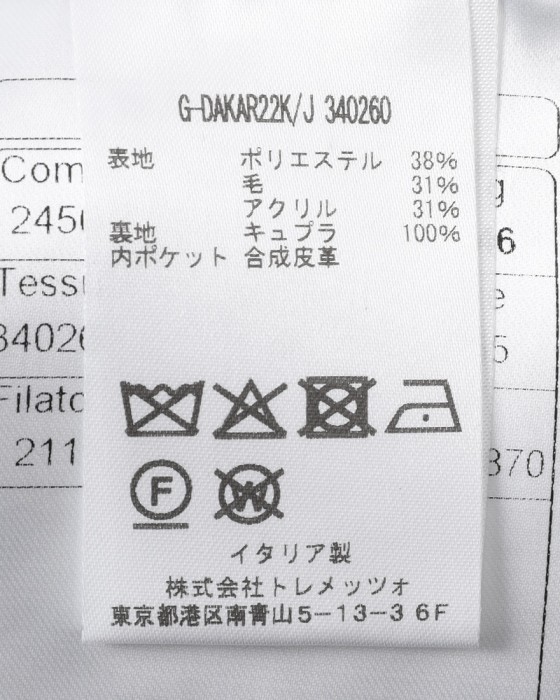 G-DAKAR22K/J 340260
表地 ポリエステル 38%
毛 31%
アクリル 31%
裏地 キュプラ 100%
内ポケット 合成皮革
F
W
イタリア製
株式会社トレメッツォ
東京都港区南青山5-13-3 6F
Com
g
245
6
Tess
e
34026
5
Filato
211
370